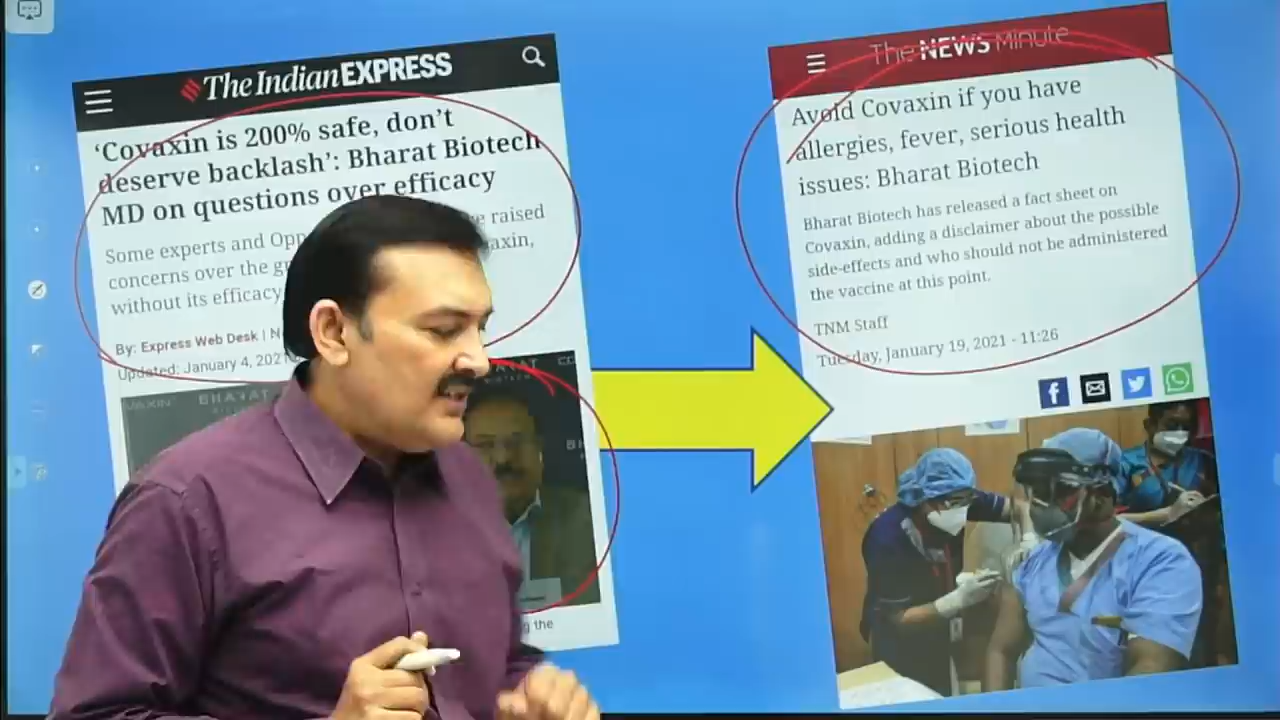 The Indian EXPRESS
‘Covaxin is 200% safe, don’t
deserve backlash’: Bharat Biotech
MD on questions over efficacy
Some experts and Opp raised
concerns over the
without its efficacy
By: Express Web Desk |
Updated: January 4, 2021
BHARAT
ng the
The NEWS Minute
Avoid Covaxin if you have
allergies, fever, serious health
issues: Bharat Biotech
Bharat Biotech has released a fact sheet on
Covaxin, adding a disclaimer about the possible
side-effects and who should not be administered
the vaccine at this point.
TNM Staff
Tuesday, January 19, 2021 - 11:26